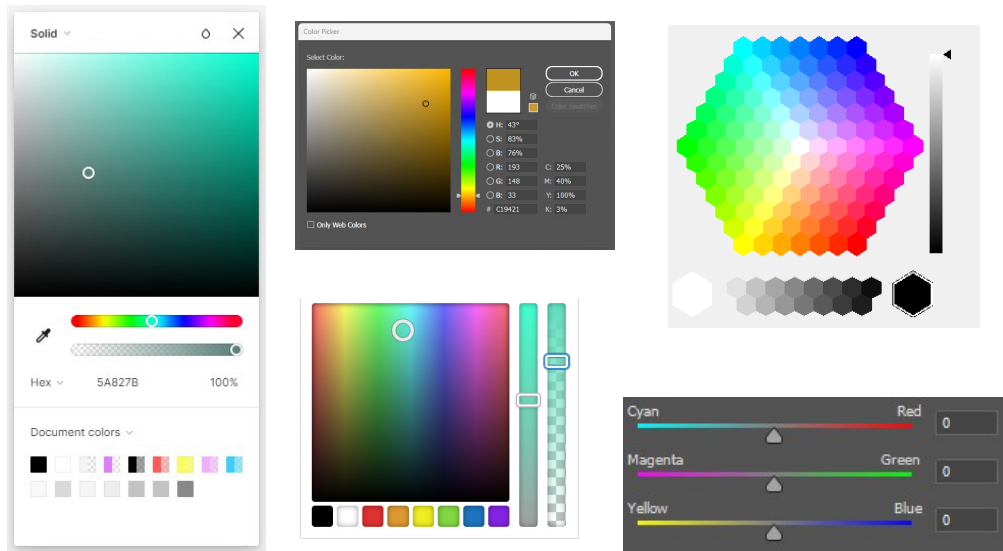 Solid
Hex 5A827B 100%
Document colors
Color Picker
Select Color:
OK
Cancel
Color Swatches
H: 43°
S: 83%
B: 76%
R: 193 C: 25%
G: 148 M: 40%
B: 33 Y: 100%
# C19421 K: 3%
Only Web Colors
Cyan Red 0
Magenta Green 0
Yellow Blue 0